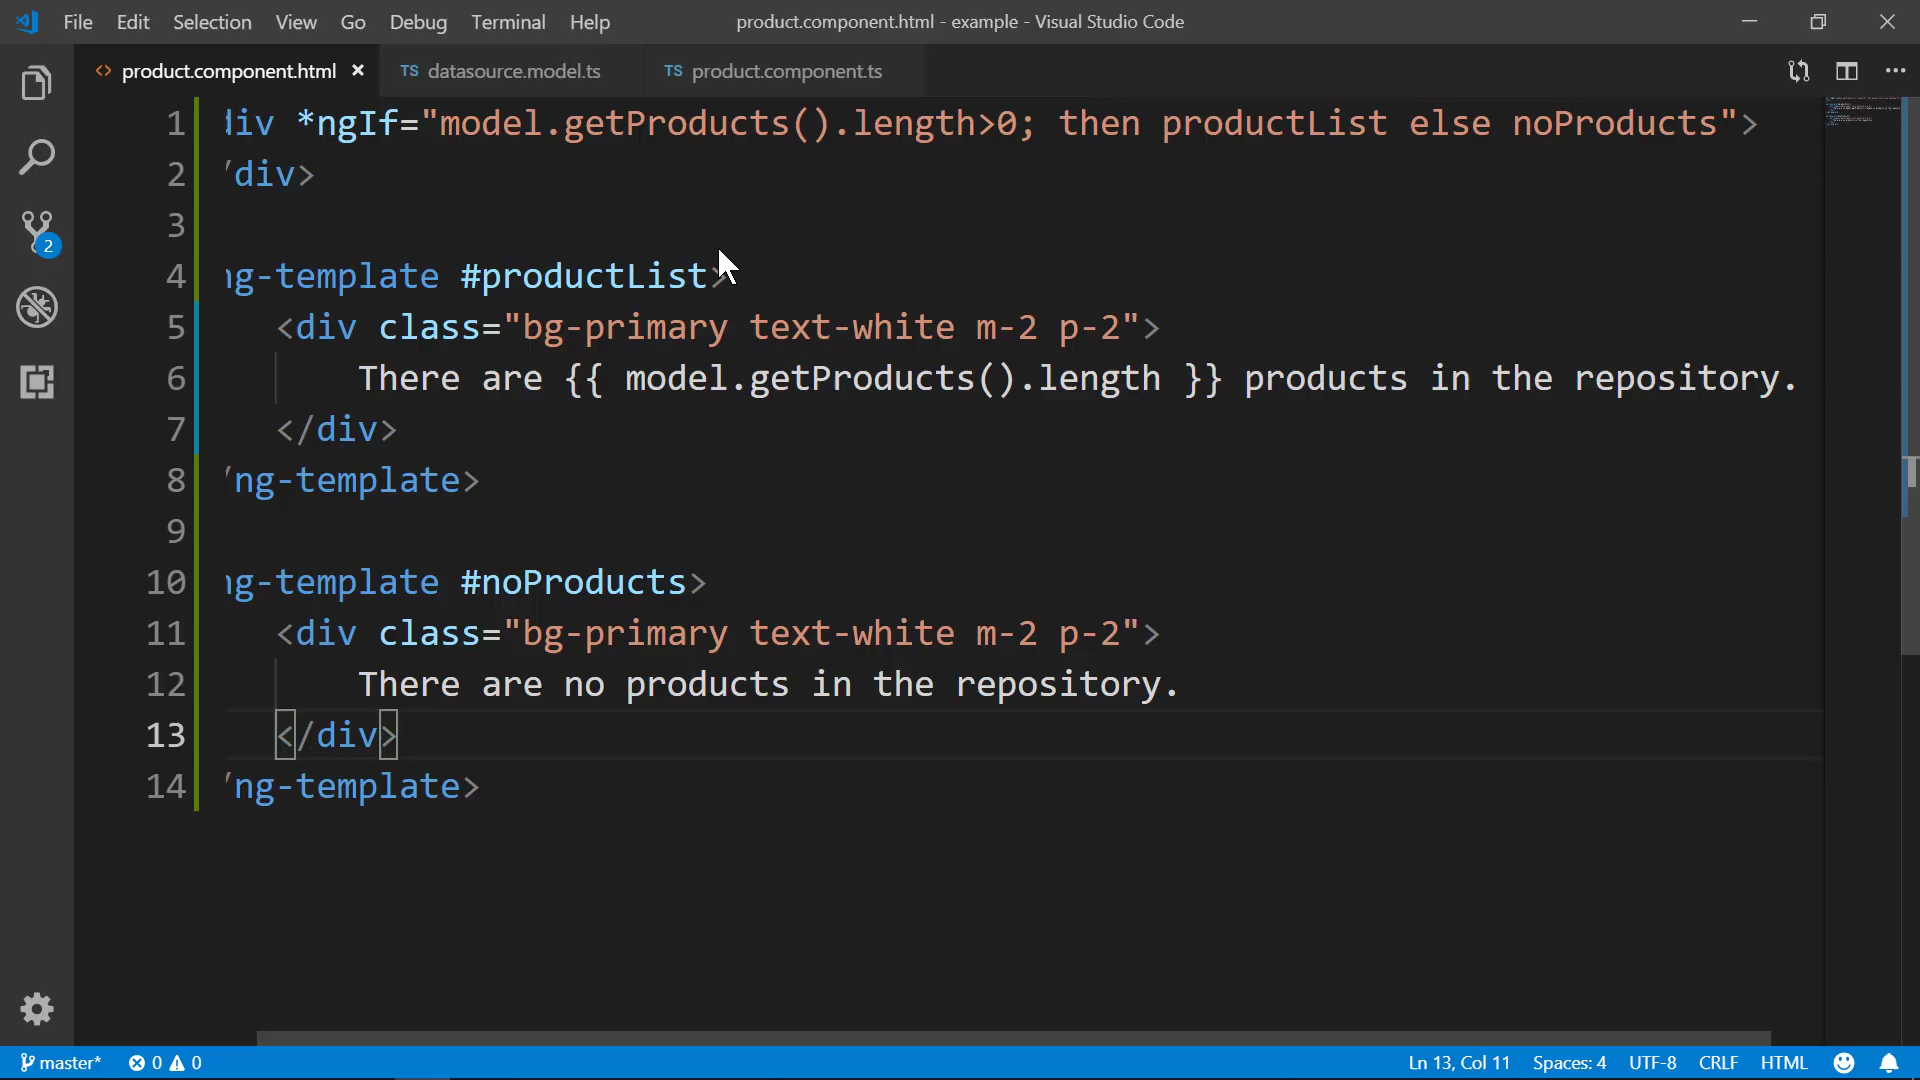 File Edit Selection View Go Debug Terminal Help product.component.html - example - Visual Studio Code
<> product.component.html × TS datasource.model.ts TS product.component.ts
1 div *ngIf="model.getProducts().length>0; then productList else noProducts">
2 /div>
3
4 ng-template #productList>
5 <div class="bg-primary text-white m-2 p-2">
6 There are {{ model.getProducts().length }} products in the repository.
7 </div>
8 /ng-template>
9
10 ng-template #noProducts>
11 <div class="bg-primary text-white m-2 p-2">
12 There are no products in the repository.
13 </div>
14 /ng-template>
2
master* 0 0 Ln 13, Col 11 Spaces: 4 UTF-8 CRLF HTML